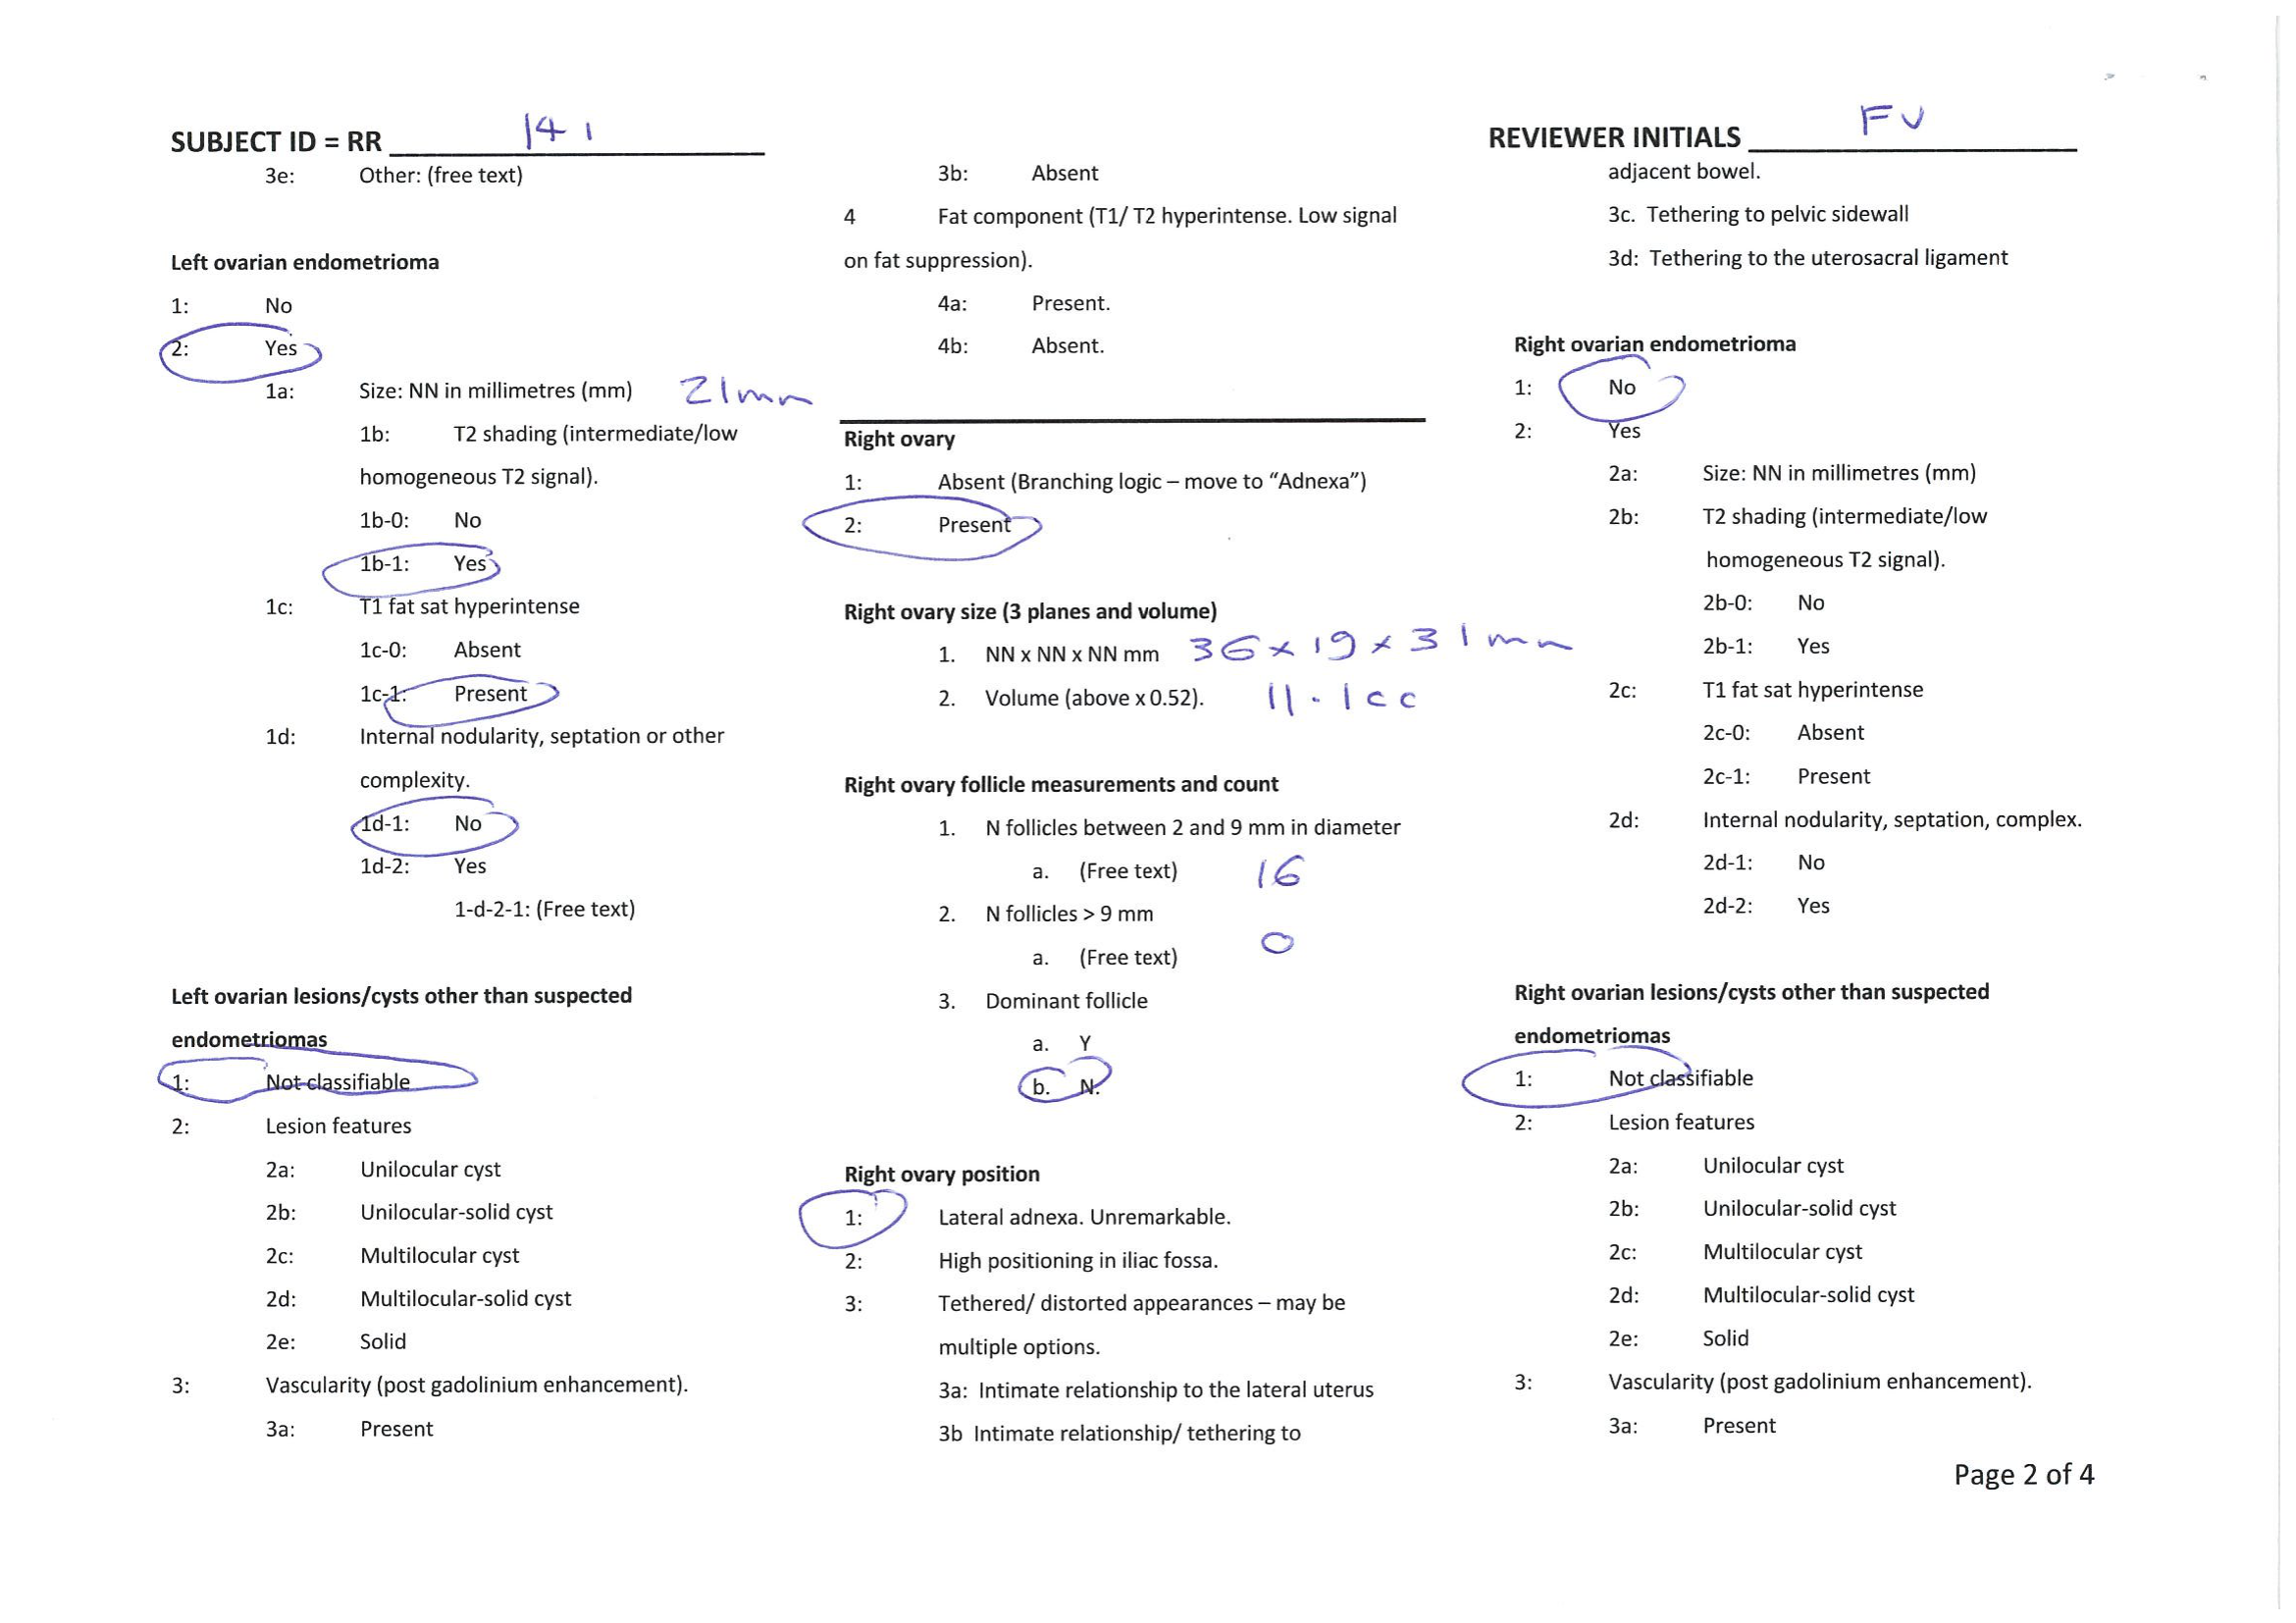 SUBJECT ID = RR 141
3e: Other: (free text)
Left ovarian endometrioma
1: No
2: Yes
1a: Size: NN in millimetres (mm) 21mm
1b: T2 shading (intermediate/low
homogeneous T2 signal).
1b-0: No
1b-1: Yes
1c: T1 fat sat hyperintense
1c-0: Absent
1c-1: Present
1d: Internal nodularity, septation or other
complexity.
1d-1: No
1d-2: Yes
1-d-2-1: (Free text)
Left ovarian lesions/cysts other than suspected
endometriomas
1: Not classifiable
2: Lesion features
2a: Unilocular cyst
2b: Unilocular-solid cyst
2c: Multilocular cyst
2d: Multilocular-solid cyst
2e: Solid
3: Vascularity (post gadolinium enhancement).
3a: Present
3b: Absent
4 Fat component (T1/ T2 hyperintense. Low signal
on fat suppression).
4a: Present.
4b: Absent.
Right ovary
1: Absent (Branching logic – move to “Adnexa”)
2: Present
Right ovary size (3 planes and volume)
1. NN x NN x NN mm 36 x 19 x 31mm
2. Volume (above x 0.52). 11.1cc
Right ovary follicle measurements and count
1. N follicles between 2 and 9 mm in diameter
a. (Free text) 16
2. N follicles > 9 mm
a. (Free text) 0
3. Dominant follicle
a. Y
b. N.
Right ovary position
1: Lateral adnexa. Unremarkable.
2: High positioning in iliac fossa.
3: Tethered/ distorted appearances – may be
multiple options.
3a: Intimate relationship to the lateral uterus
3b Intimate relationship/ tethering to
REVIEWER INITIALS FV
adjacent bowel.
3c. Tethering to pelvic sidewall
3d: Tethering to the uterosacral ligament
Right ovarian endometrioma
1: No
2: Yes
2a: Size: NN in millimetres (mm)
2b: T2 shading (intermediate/low
homogeneous T2 signal).
2b-0: No
2b-1: Yes
2c: T1 fat sat hyperintense
2c-0: Absent
2c-1: Present
2d: Internal nodularity, septation, complex.
2d-1: No
2d-2: Yes
Right ovarian lesions/cysts other than suspected
endometriomas
1: Not classifiable
2: Lesion features
2a: Unilocular cyst
2b: Unilocular-solid cyst
2c: Multilocular cyst
2d: Multilocular-solid cyst
2e: Solid
3: Vascularity (post gadolinium enhancement).
3a: Present
Page 2 of 4